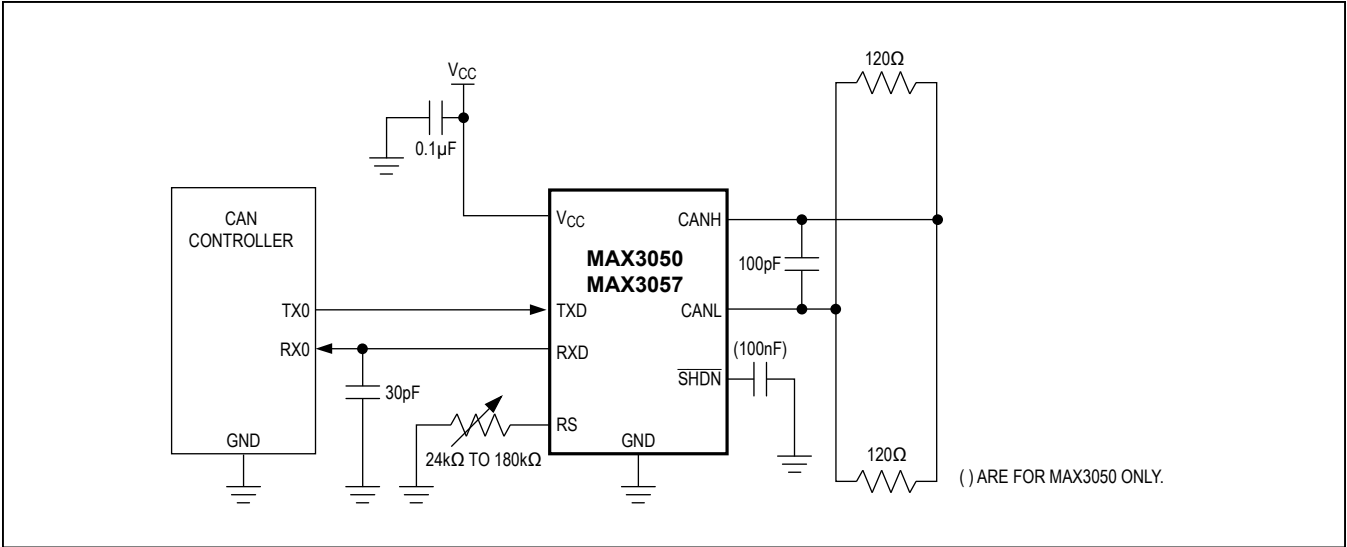 120Ω
VCC
0.1µF
CAN
CONTROLLER
VCC
CANH
MAX3050
MAX3057
100pF
TX0
TXD
CANL
RX0
RXD
(100nF)
SHDN
30pF
RS
24kΩ TO 180kΩ
GND
GND
120Ω
( ) ARE FOR MAX3050 ONLY.